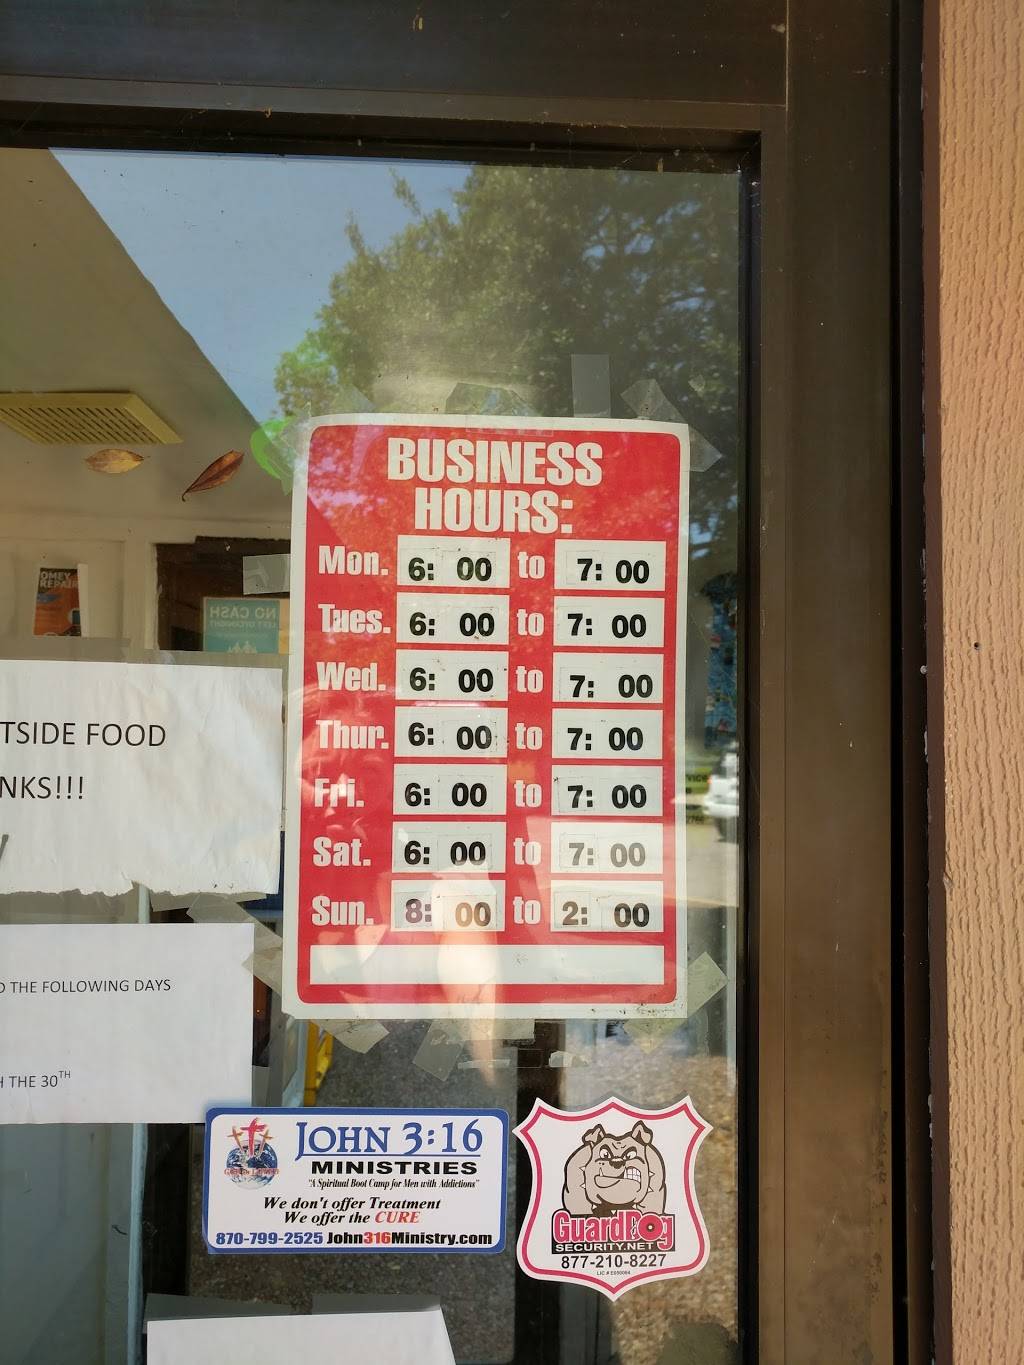 BUSINESS
HOURS:
Mon. 6: 00 to 7: 00
Tues. 6: 00 to 7: 00
Wed. 6: 00 to 7: 00
Thur. 6: 00 to 7: 00
Fri. 6: 00 to 7: 00
Sat. 6: 00 to 7: 00
Sun. 8: 00 to 2: 00
REPAIR
NO CASH
LEFT OVERNIGHT
TSIDE FOOD
NKS!!!
THE FOLLOWING DAYS
THE 30TH
JOHN 3:16
MINISTRIES
"A Spiritual Boot Camp for Men with Addictions"
We don't offer Treatment
We offer the CURE
870-799-2525 John316Ministry.com
GuardDog
SECURITY.NET
877-210-8227